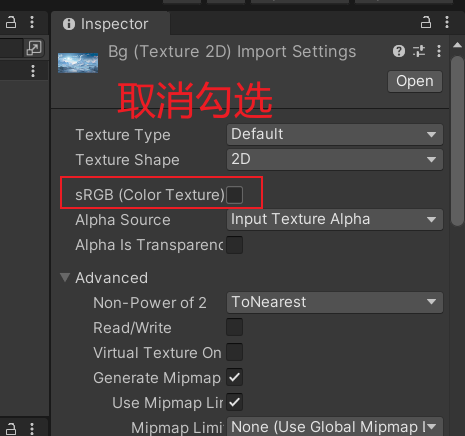 Inspector
Bg (Texture 2D) Import Settings
Open
取消勾选
Texture Type Default
Texture Shape 2D
sRGB (Color Texture)
Alpha Source Input Texture Alpha
Alpha Is Transparenc
Advanced
Non-Power of 2 ToNearest
Read/Write
Virtual Texture On
Generate Mipmap
Use Mipmap Lir
Mipmap Limit None (Use Global Mipmap L